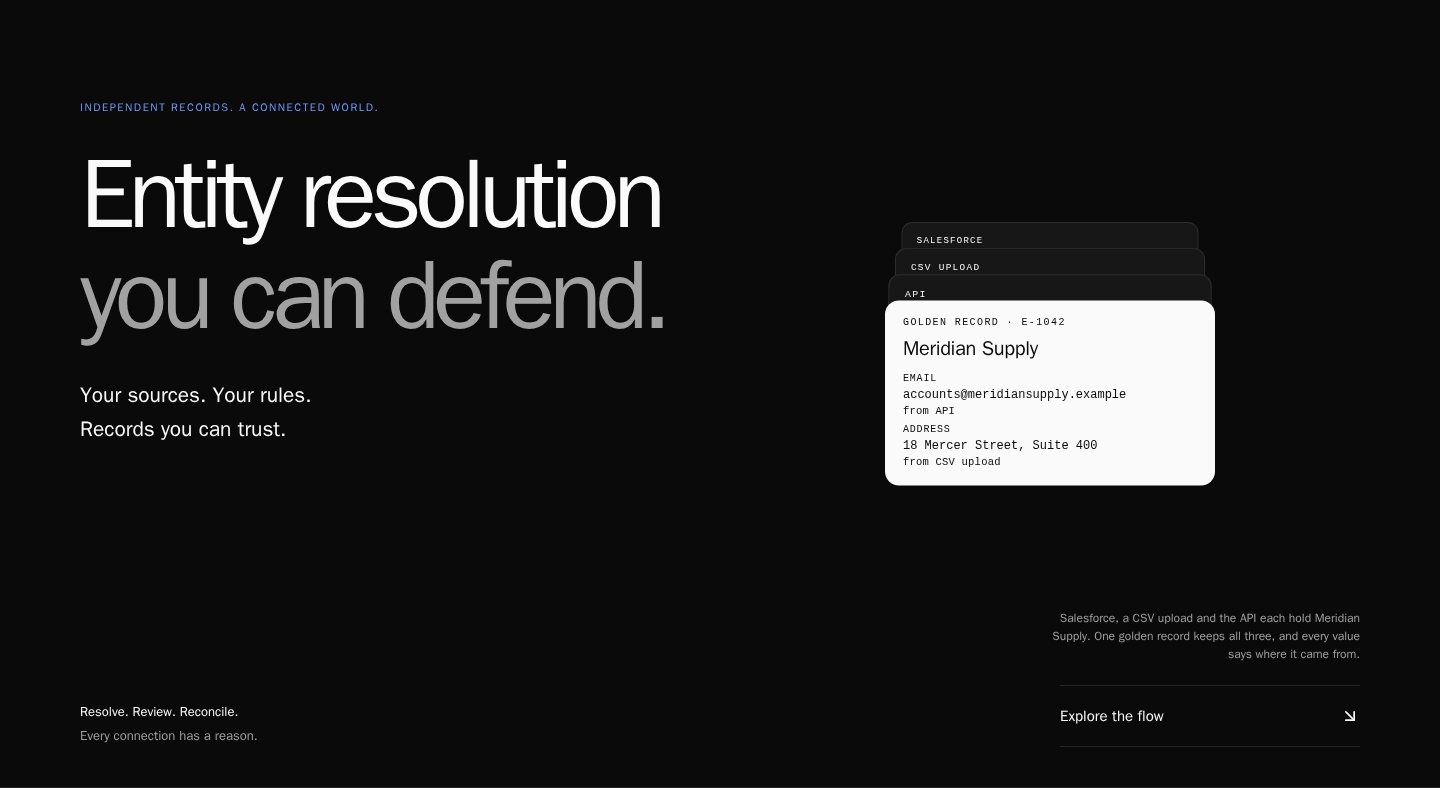 INDEPENDENT RECORDS. A CONNECTED WORLD.
Entity resolution
you can defend.
Your sources. Your rules.
Records you can trust.
SALESFORCE
CSV UPLOAD
API
GOLDEN RECORD · E-1042
Meridian Supply
EMAIL
accounts@meridiansupply.example
from API
ADDRESS
18 Mercer Street, Suite 400
from CSV upload
Salesforce, a CSV upload and the API each hold Meridian
Supply. One golden record keeps all three, and every value
says where it came from.
Explore the flow
Resolve. Review. Reconcile.
Every connection has a reason.